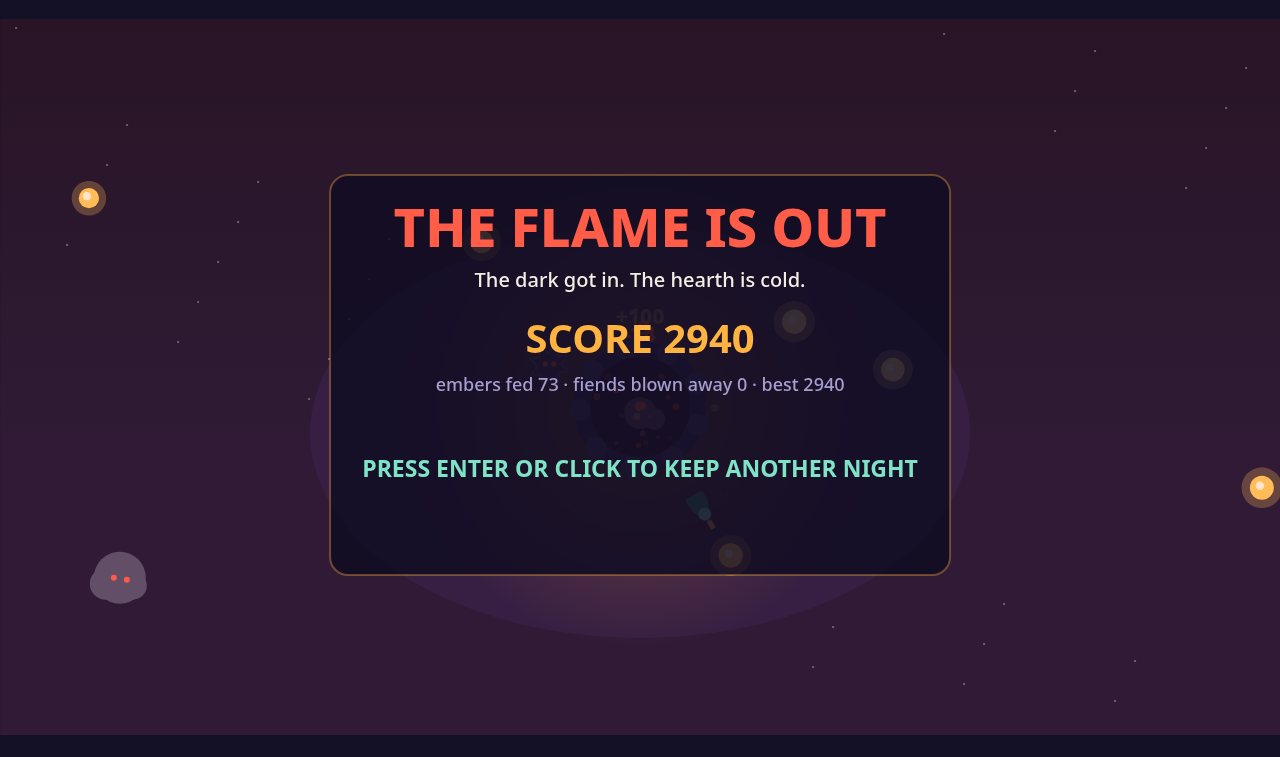 THE FLAME IS OUT
The dark got in. The hearth is cold.
+100
SCORE 2940
embers fed 73 · fiends blown away 0 · best 2940
PRESS ENTER OR CLICK TO KEEP ANOTHER NIGHT